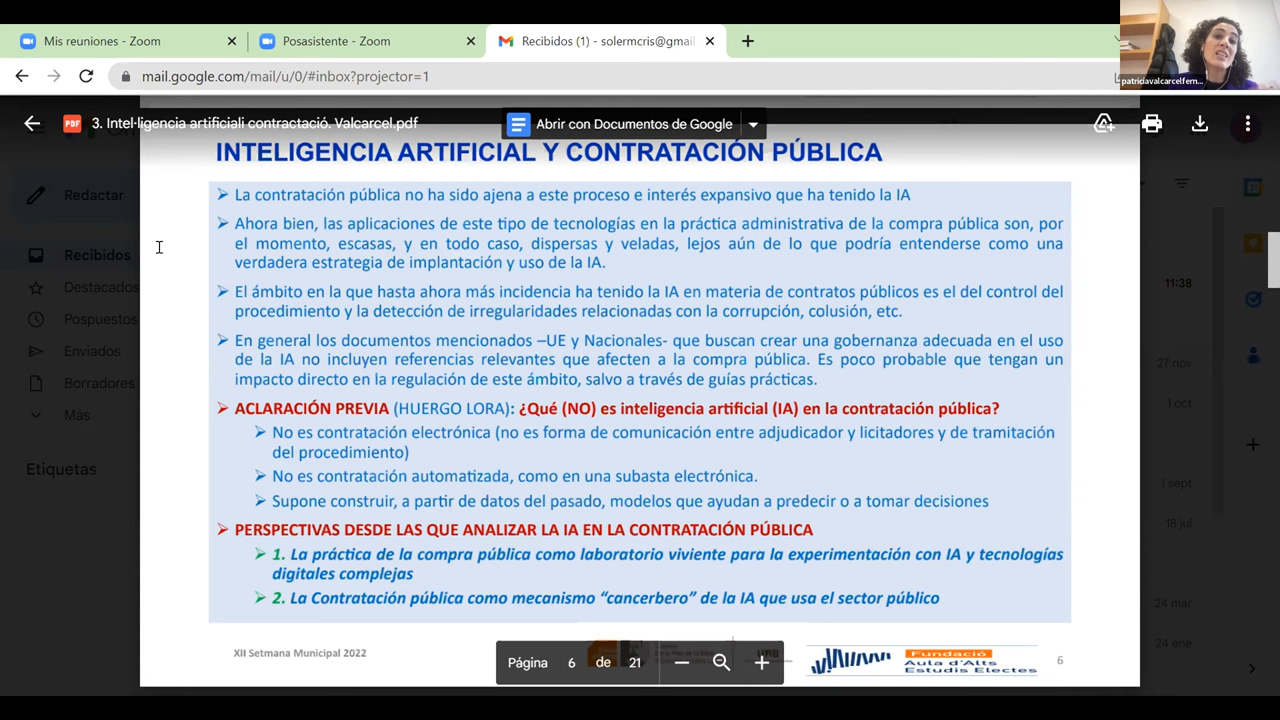 Mis reuniones - Zoom
Posasistente - Zoom
Recibidos (1) - solermcris@gmail
mail.google.com/mail/u/0/#inbox?projector=1
patriciavalcarcelfern...
3. Intel·ligencia artificiali contractació. Valcarcel.pdf
Abrir con Documentos de Google
INTELIGENCIA ARTIFICIAL Y CONTRATACIÓN PÚBLICA
Redactar
Recibidos
Destacados
Pospuestos
Enviados
Borradores
Más
Etiquetas
La contratación pública no ha sido ajena a este proceso e interés expansivo que ha tenido la IA
Ahora bien, las aplicaciones de este tipo de tecnologías en la práctica administrativa de la compra pública son, por
el momento, escasas, y en todo caso, dispersas y veladas, lejos aún de lo que podría entenderse como una
verdadera estrategia de implantación y uso de la IA.
El ámbito en la que hasta ahora más incidencia ha tenido la IA en materia de contratos públicos es el del control del
procedimiento y la detección de irregularidades relacionadas con la corrupción, colusión, etc.
En general los documentos mencionados –UE y Nacionales- que buscan crear una gobernanza adecuada en el uso
de la IA no incluyen referencias relevantes que afecten a la compra pública. Es poco probable que tengan un
impacto directo en la regulación de este ámbito, salvo a través de guías prácticas.
ACLARACIÓN PREVIA (HUERGO LORA): ¿Qué (NO) es inteligencia artificial (IA) en la contratación pública?
No es contratación electrónica (no es forma de comunicación entre adjudicador y licitadores y de tramitación
del procedimiento)
No es contratación automatizada, como en una subasta electrónica.
Supone construir, a partir de datos del pasado, modelos que ayudan a predecir o a tomar decisiones
PERSPECTIVAS DESDE LAS QUE ANALIZAR LA IA EN LA CONTRATACIÓN PÚBLICA
1. La práctica de la compra pública como laboratorio viviente para la experimentación con IA y tecnologías
digitales complejas
2. La Contratación pública como mecanismo “cancerbero” de la IA que usa el sector público
11:38
27 nov
1 oct
1 sept
18 jul
24 mar
24 ene
XII Setmana Municipal 2022
Página 6 de 21
Fundació
Aula d'Alts
Estudis Electes
6